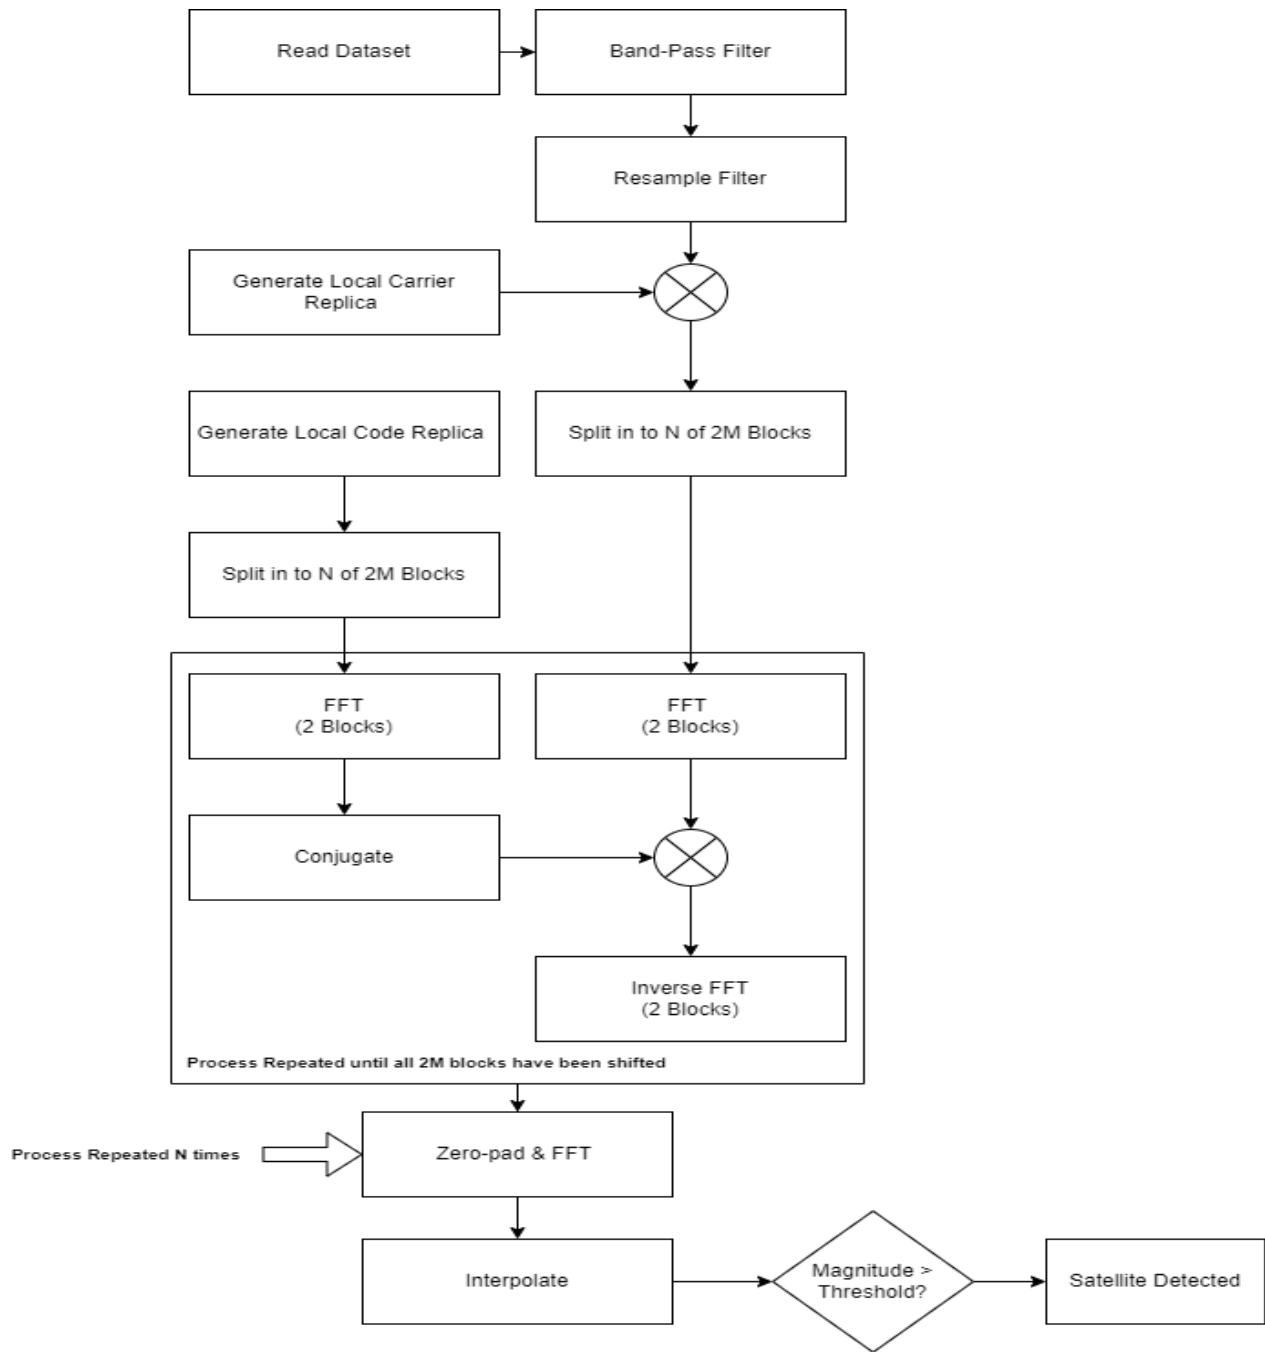 Read Dataset
Band-Pass Filter
Resample Filter
Generate Local Carrier
Replica
Generate Local Code Replica
Split in to N of 2M Blocks
Split in to N of 2M Blocks
FFT
(2 Blocks)
FFT
(2 Blocks)
Conjugate
Inverse FFT
(2 Blocks)
Process Repeated until all 2M blocks have been shifted
Process Repeated N times
Zero-pad & FFT
Interpolate
Magnitude >
Threshold?
Satellite Detected